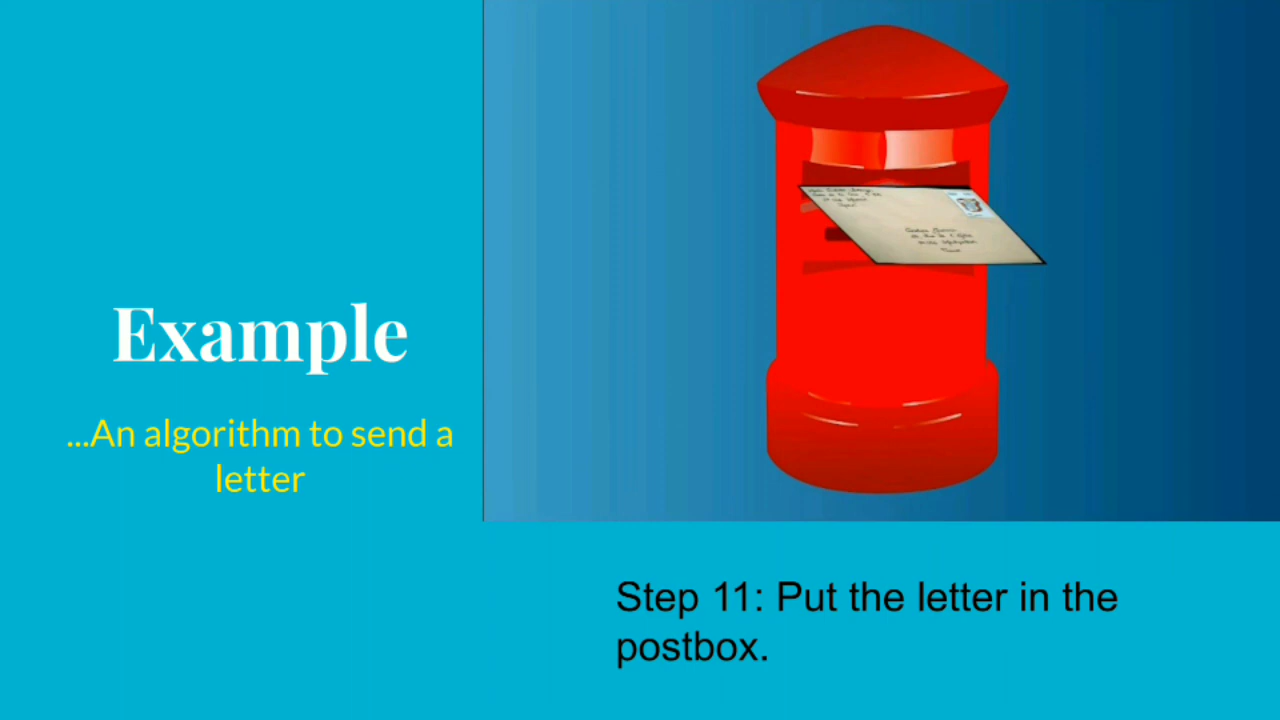 Example
...An algorithm to send a
letter
Step 11: Put the letter in the
postbox.